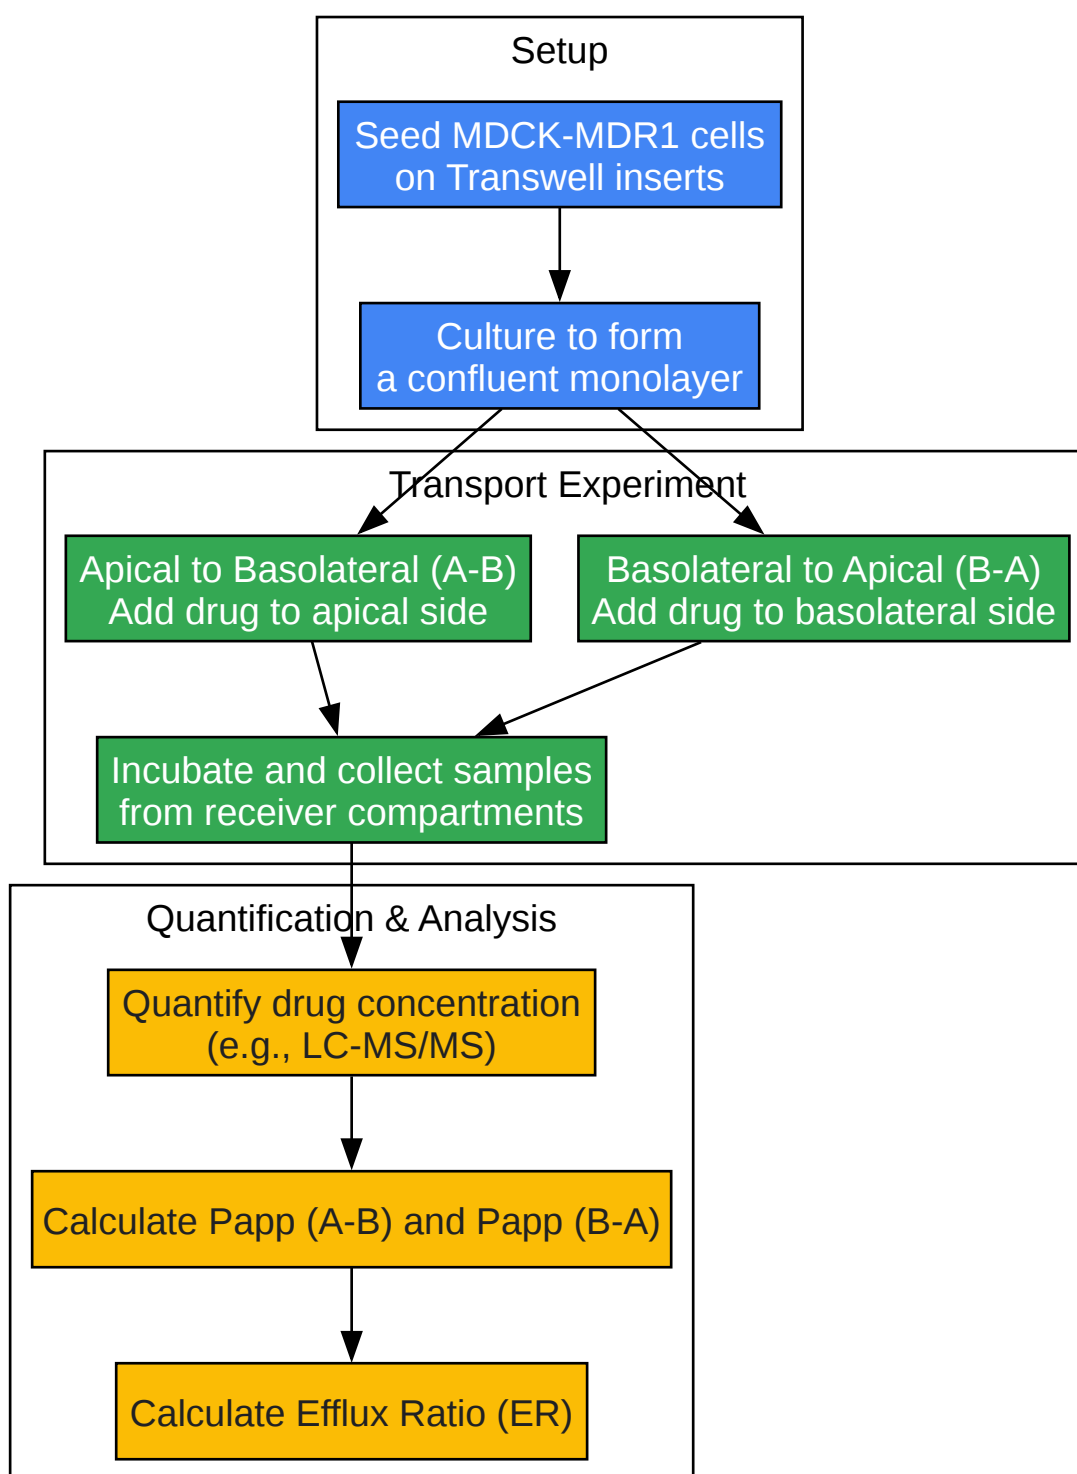 Setup
Seed MDCK-MDR1 cells
on Transwell inserts
Culture to form
a confluent monolayer
Transport Experiment
Apical to Basolateral (A-B)
Add drug to apical side
Basolateral to Apical (B-A)
Add drug to basolateral side
Incubate and collect samples
from receiver compartments
Quantification & Analysis
Quantify drug concentration
(e.g., LC-MS/MS)
Calculate Papp (A-B) and Papp (B-A)
Calculate Efflux Ratio (ER)